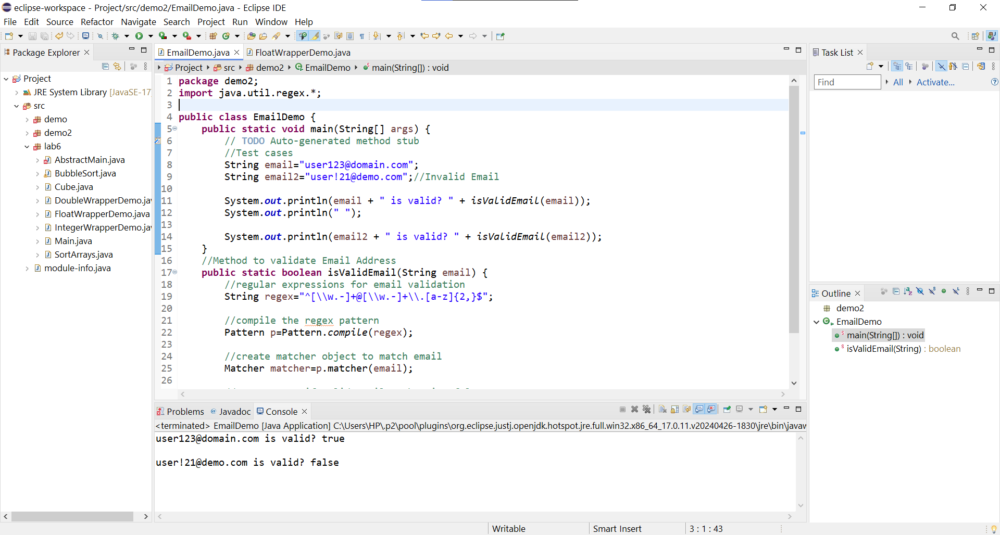 eclipse-workspace - Project/src/demo2/EmailDemo.java - Eclipse IDE
File Edit Source Refactor Navigate Search Project Run Window Help
Package Explorer
Project
JRE System Library [JavaSE-17
src
demo
demo2
lab6
AbstractMain.java
BubbleSort.java
Cube.java
DoubleWrapperDemo.ja
FloatWrapperDemo.java
IntegerWrapperDemo.ja
Main.java
SortArrays.java
module-info.java
EmailDemo.java FloatWrapperDemo.java
Project src demo2 EmailDemo main(String[]) : void
1 package demo2;
2 import java.util.regex.*;
3
4 public class EmailDemo {
5 public static void main(String[] args) {
6 // TODO Auto-generated method stub
7 //Test cases
8 String email="user123@domain.com";
9 String email2="user!21@demo.com";//Invalid Email
10
11 System.out.println(email + " is valid? " + isValidEmail(email));
12 System.out.println(" ");
13
14 System.out.println(email2 + " is valid? " + isValidEmail(email2));
15 }
16 //Method to validate Email Address
17 public static boolean isValidEmail(String email) {
18 //regular expressions for email validation
19 String regex="^[\\w.-]+@[\\w.-]+\\.[a-z]{2,}$";
20
21 //compile the regex pattern
22 Pattern p=Pattern.compile(regex);
23
24 //create matcher object to match email
25 Matcher matcher=p.matcher(email);
26
Problems Javadoc Console
<terminated> EmailDemo [Java Application] C:\Users\HP\.p2\pool\plugins\org.eclipse.justj.openjdk.hotspot.jre.full.win32.x86_64_17.0.11.v20240426-1830\jre\bin\javaw
user123@domain.com is valid? true
user!21@demo.com is valid? false
Task List
Find All Activate...
Outline
demo2
EmailDemo
main(String[]) : void
isValidEmail(String) : boolean
Writable Smart Insert 3 : 1 : 43